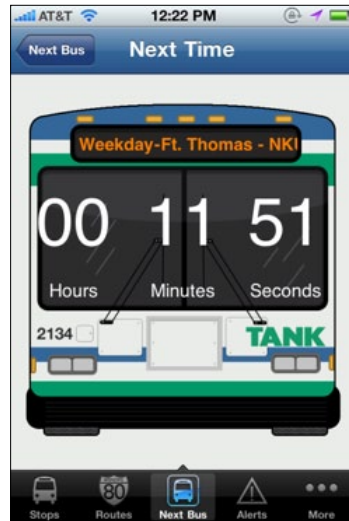 AT&T 12:22 PM
Next Bus Next Time
Weekday-Ft. Thomas - NK
00 11 51
Hours Minutes Seconds
2134 TANK
80
Stops Routes Next Bus Alerts More